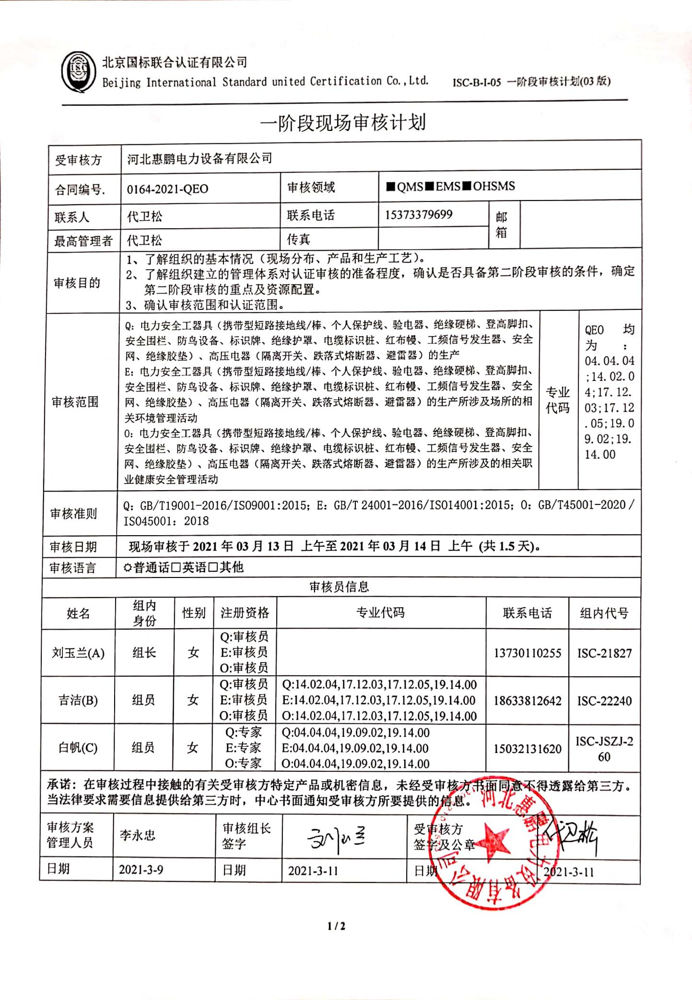 ISC
北京国标联合认证有限公司
Beijing International Standard united Certification Co.,Ltd. ISC-B-I-05 一阶段审核计划(03版)
一阶段现场审核计划
受审核方 河北惠鹏电力设备有限公司
合同编号. 0164-2021-QEO 审核领域 ■QMS■EMS■OHSMS
联系人 代卫松 联系电话 15373379699 邮
箱
最高管理者 代卫松 传真
审核目的
1、了解组织的基本情况（现场分布、产品和生产工艺）。
2、了解组织建立的管理体系对认证审核的准备程度，确认是否具备第二阶段审核的条件，确定
第二阶段审核的重点及资源配置。
3、确认审核范围和认证范围。
审核范围
Q：电力安全工器具（携带型短路接地线/棒、个人保护线、验电器、绝缘硬梯、登高脚扣、
安全围栏、防鸟设备、标识牌、绝缘护罩、电缆标识桩、红布幔、工频信号发生器、安全
网、绝缘胶垫）、高压电器（隔离开关、跌落式熔断器、避雷器）的生产
E：电力安全工器具（携带型短路接地线/棒、个人保护线、验电器、绝缘硬梯、登高脚扣、
安全围栏、防鸟设备、标识牌、绝缘护罩、电缆标识桩、红布幔、工频信号发生器、安全
网、绝缘胶垫）、高压电器（隔离开关、跌落式熔断器、避雷器）的生产所涉及场所的相
关环境管理活动
O：电力安全工器具（携带型短路接地线/棒、个人保护线、验电器、绝缘硬梯、登高脚扣、
安全围栏、防鸟设备、标识牌、绝缘护罩、电缆标识桩、红布幔、工频信号发生器、安全
网、绝缘胶垫）、高压电器（隔离开关、跌落式熔断器、避雷器）的生产所涉及的相关职
业健康安全管理活动
专业
代码
QEO 均
为 ：
04.04.04
;14.02.0
4;17.12.
03;17.12
.05;19.0
9.02;19.
14.00
审核准则
Q：GB/T19001-2016/ISO9001:2015；E：GB/T 24001-2016/ISO14001:2015；O：GB/T45001-2020 /
ISO45001：2018
审核日期 现场审核于 2021 年 03 月 13 日 上午至 2021 年 03 月 14 日 上午 (共 1.5 天)。
审核语言 ✡普通话□英语□其他
审核员信息
姓名 组内
身份 性别 注册资格 专业代码 联系电话 组内代号
刘玉兰(A) 组长 女 Q:审核员
E:审核员
O:审核员
13730110255 ISC-21827
吉洁(B) 组员 女
Q:审核员 Q:14.02.04,17.12.03,17.12.05,19.14.00
E:审核员 E:14.02.04,17.12.03,17.12.05,19.14.00
O:审核员 O:14.02.04,17.12.03,17.12.05,19.14.00
18633812642 ISC-22240
白帆(C) 组员 女
Q:专家 Q:04.04.04,19.09.02,19.14.00
E:专家 E:04.04.04,19.09.02,19.14.00
O:专家 O:04.04.04,19.09.02,19.14.00
15032131620 ISC-JSZJ-2
60
承诺：在审核过程中接触的有关受审核方特定产品或机密信息，未经受审核方书面同意不得透露给第三方。
当法律要求需要信息提供给第三方时，中心书面通知受审核方所要提供的信息。
审核方案
管理人员 李永忠
审核组长
签字 刘玉兰
受审核方
签字及公章 代卫松
日期 2021-3-9 日期 2021-3-11 日期 2021-3-11
河北惠鹏电力设备有限公司
1 / 2